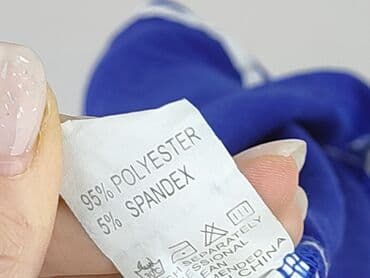 95% POLYESTER
5% SPANDEX
SEPARATELY
CHINA